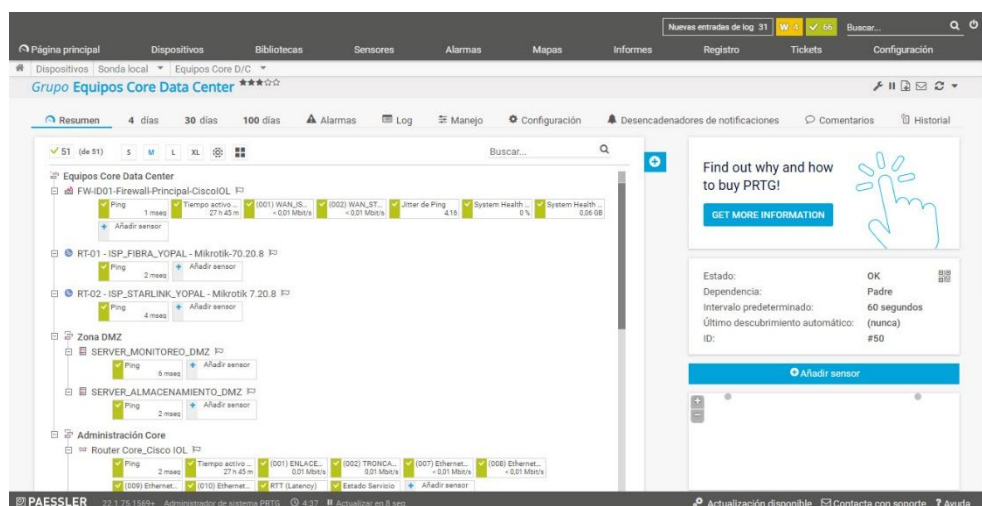 Nuevas entradas de log 31 W 4 66 Buscar...
Página principal Dispositivos Bibliotecas Sensores Alarmas Mapas Informes Registro Tickets Configuración
Dispositivos Sonda local Equipos Core D/C
Grupo Equipos Core Data Center
Resumen 4 días 30 días 100 días Alarmas Log Manejo Configuración Desencadenadores de notificaciones Comentarios Historial
51 (de 51) S M L XL Buscar...
Equipos Core Data Center
FW-ID01-Firewall-Principal-CiscoIOL
Ping Tiempo activo ... (001) WAN_IS... (002) WAN_ST... Jitter de Ping System Health ... System Health ...
1 mseg 27 h 45 m < 0,01 Mbit/s < 0,01 Mbit/s 4,16 0 % 0,06 GB
Añadir sensor
RT-01 - ISP_FIBRA_YOPAL - Mikrotik-70.20.8
Ping Añadir sensor
2 mseg
RT-02 - ISP_STARLINK_YOPAL - Mikrotik 7.20.8
Ping Añadir sensor
4 mseg
Zona DMZ
SERVER_MONITOREO_DMZ
Ping Añadir sensor
6 mseg
SERVER_ALMACENAMIENTO_DMZ
Ping Añadir sensor
2 mseg
Administración Core
Router Core_Cisco IOL
Ping Tiempo activo ... (001) ENLACE... (002) TRONCA... (007) Ethernet... (008) Ethernet...
2 mseg 27 h 45 m 0,01 Mbit/s 0,01 Mbit/s < 0,01 Mbit/s < 0,01 Mbit/s
(009) Ethernet... (010) Ethernet... RTT (Latency) Estado Servicio Añadir sensor
Find out why and how
to buy PRTG!
GET MORE INFORMATION
Estado: OK
Dependencia: Padre
Intervalo predeterminado: 60 segundos
Último descubrimiento automático: (nunca)
ID: #50
Añadir sensor
PAESSLER 22.1.75.1569+ Administrador de sistema PRTG 4:37 Actualizar en 8 seg Actualización disponible Contacta con soporte ? Ayuda